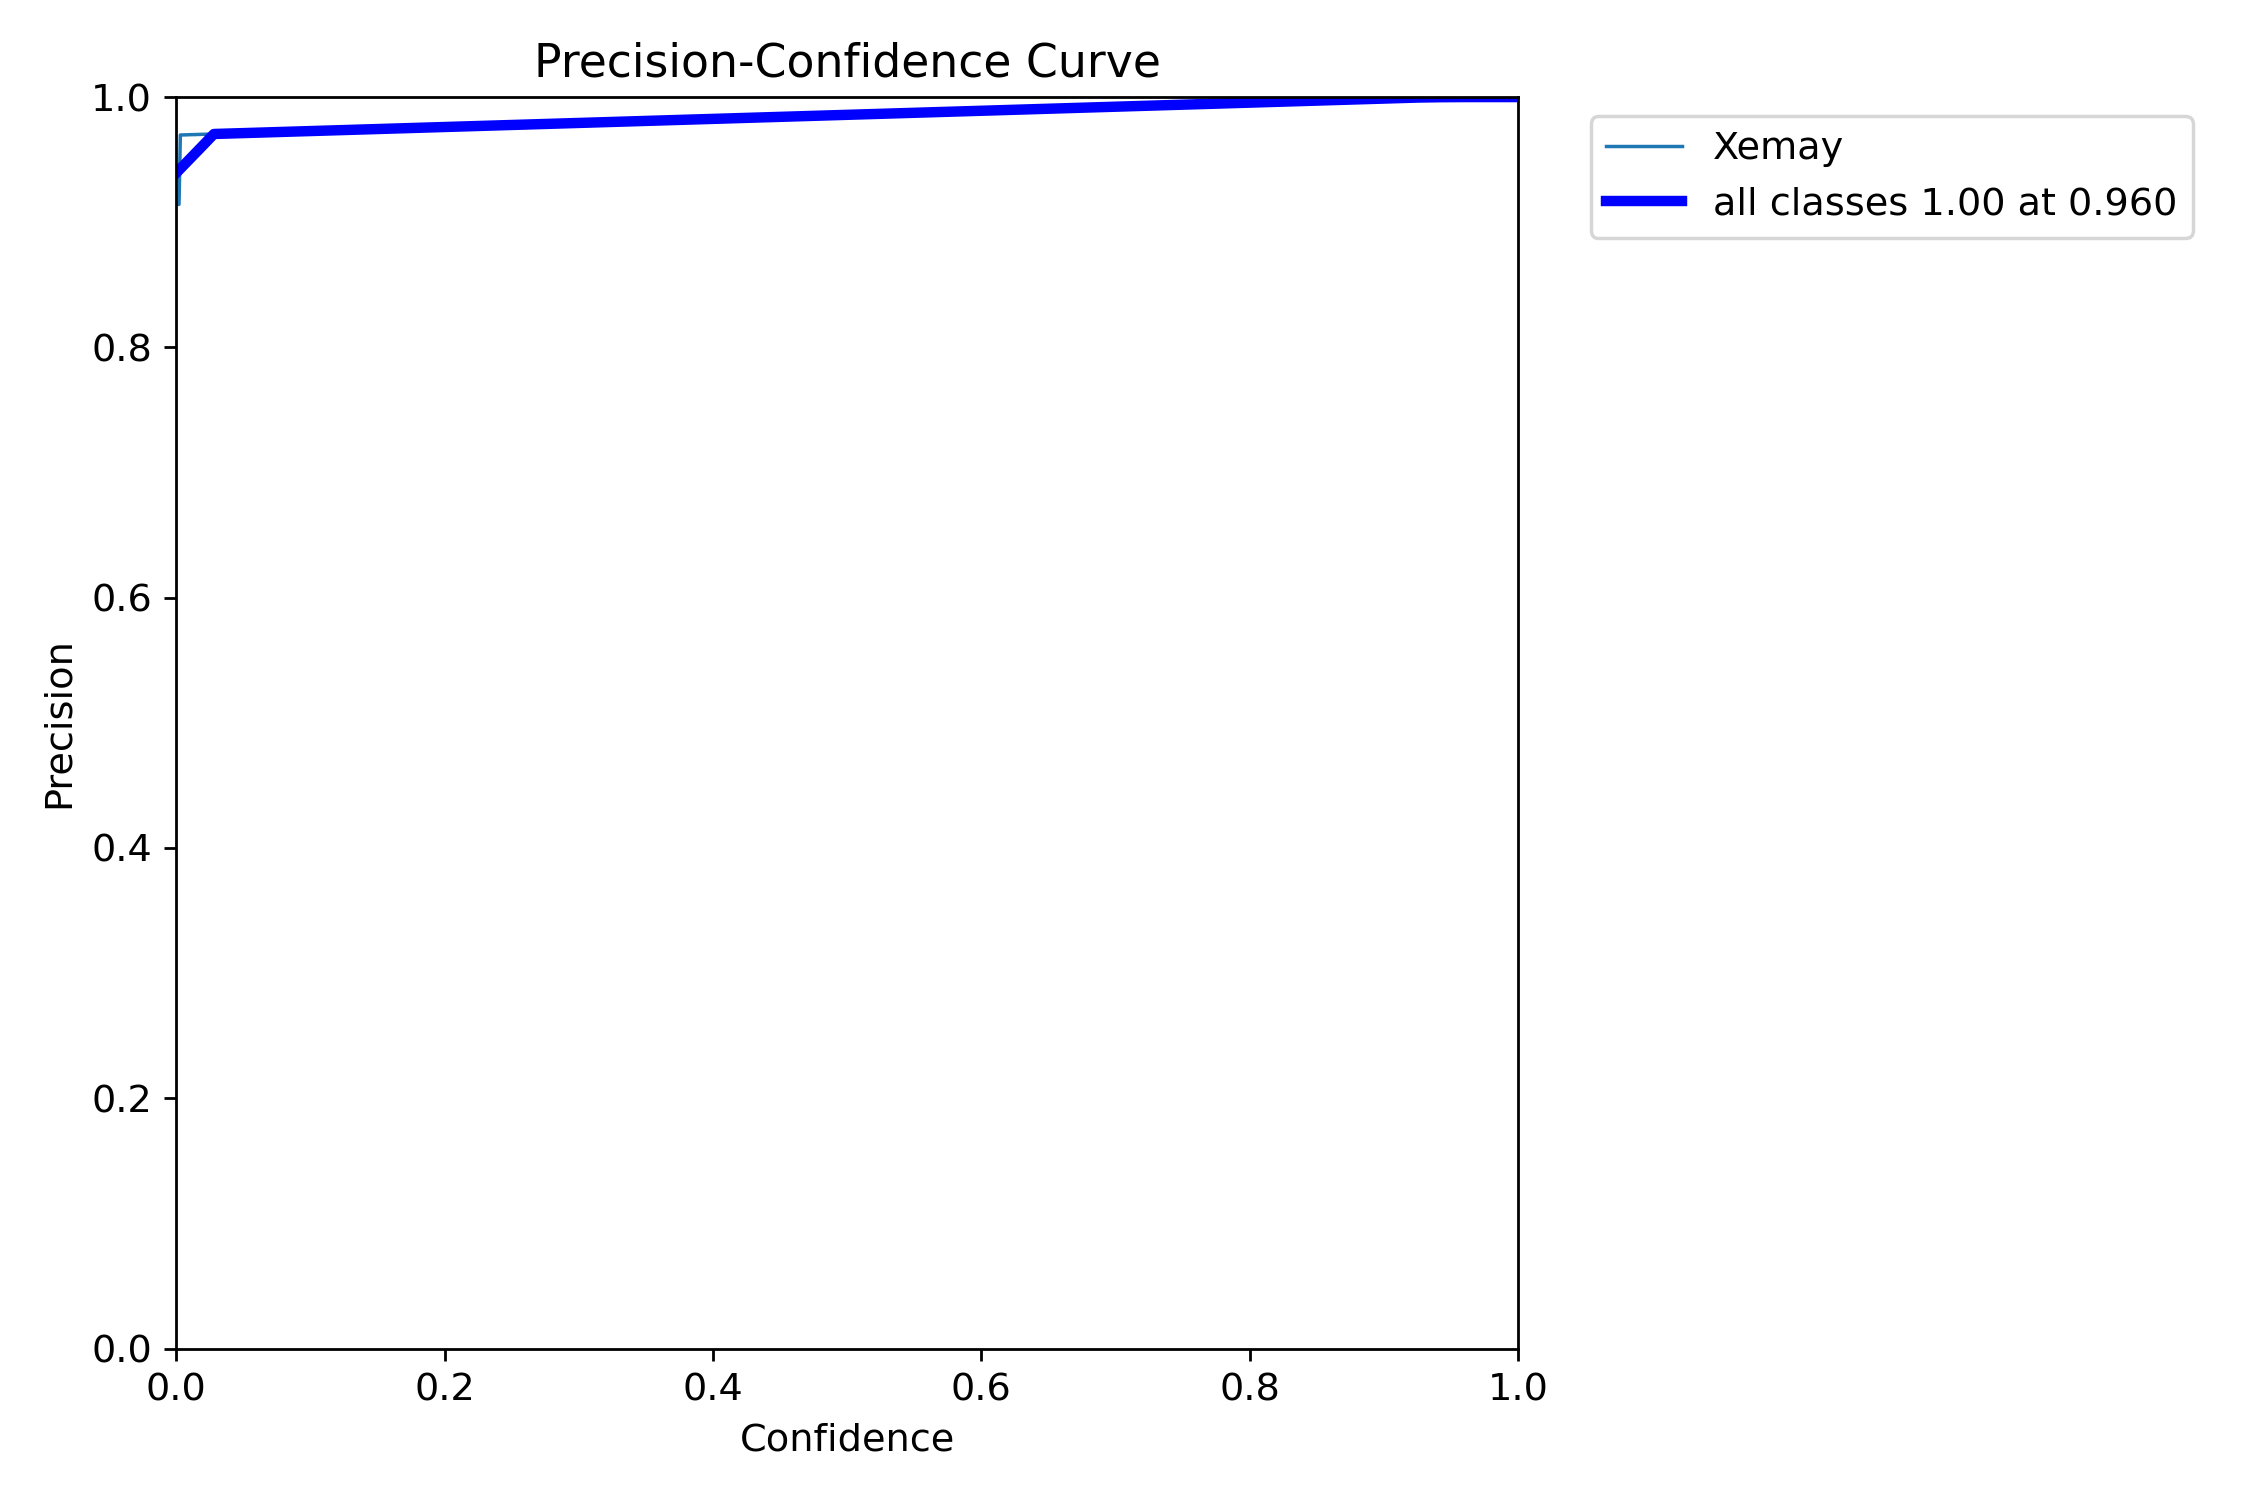 Precision-Confidence Curve
Xemay
all classes 1.00 at 0.960
1.0
0.8
0.6
0.4
0.2
0.0
Precision
0.0 0.2 0.4 0.6 0.8 1.0
Confidence